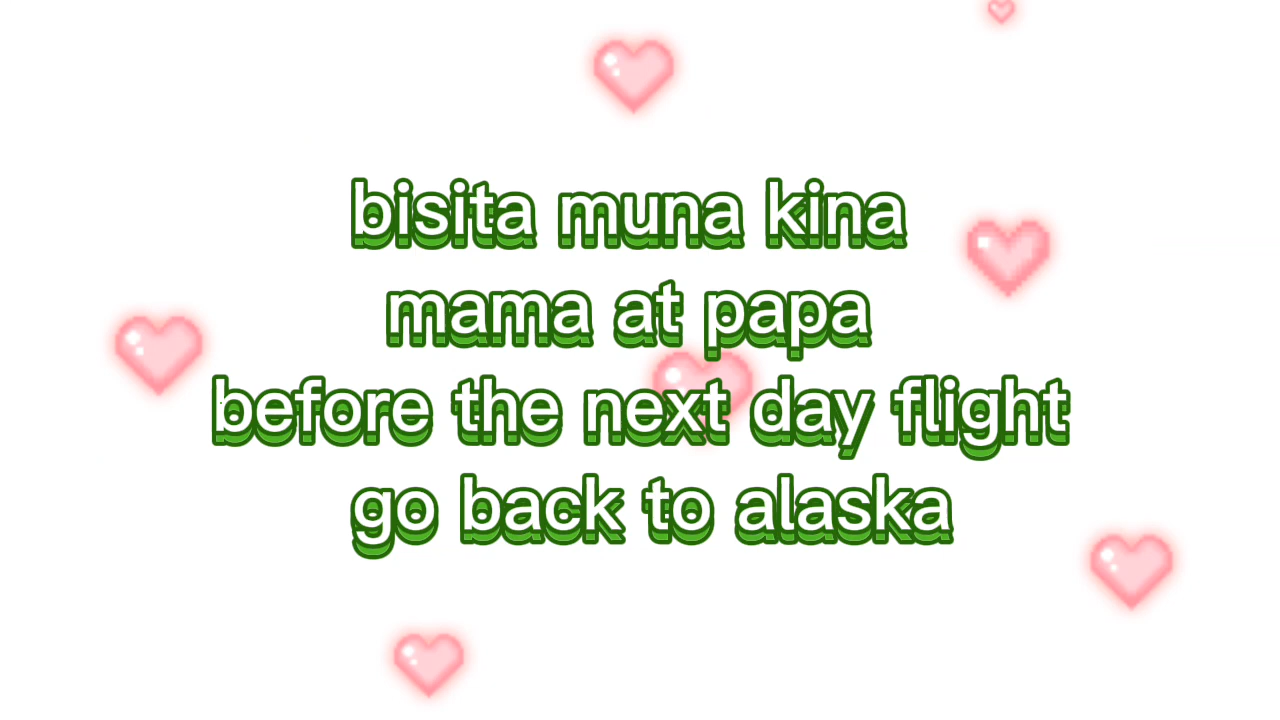 bisita muna kina
mama at papa
before the next day flight
go back to alaska